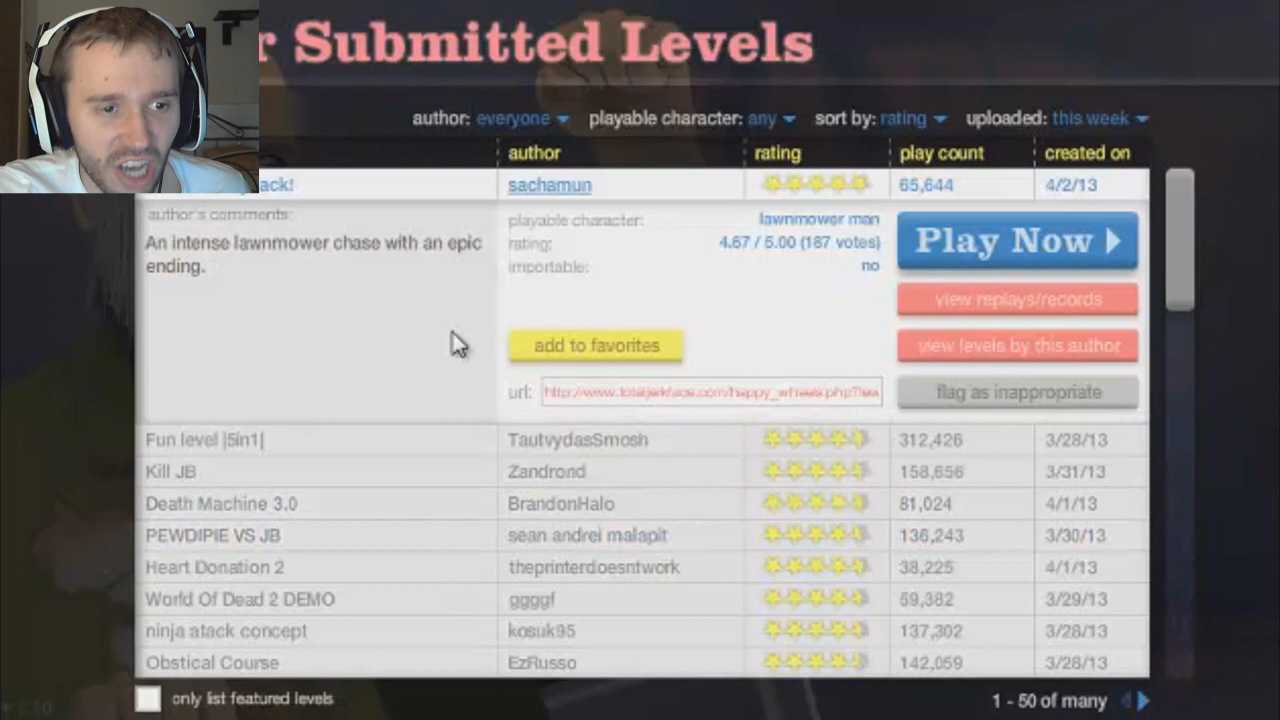 r Submitted Levels
author: everyone playable character: any sort by: rating uploaded: this week
author rating play count created on
ack! sachamun 65,644 4/2/13
author's comments:
An intense lawnmower chase with an epic
ending.
playable character: lawnmower man
rating: 4.67 / 5.00 (187 votes)
importable: no
Play Now
view replays/records
add to favorites
view levels by this author
url: http://www.totaljerkface.com/happy_wheels.php?lev
flag as inappropriate
Fun level |5in1| TautvydasSmosh 312,426 3/28/13
Kill JB Zandrond 158,656 3/31/13
Death Machine 3.0 BrandonHalo 81,024 4/1/13
PEWDIPIE VS JB sean andrei malapit 136,243 3/30/13
Heart Donation 2 theprinterdoesntwork 38,225 4/1/13
World Of Dead 2 DEMO ggggf 59,382 3/29/13
ninja atack concept kosuk95 137,302 3/28/13
Obstical Course EzRusso 142,059 3/28/13
only list featured levels 1 - 50 of many